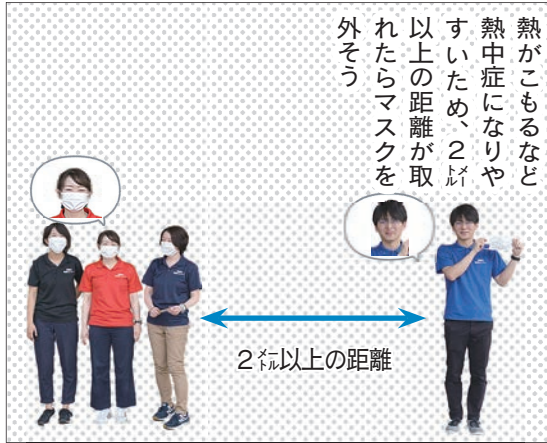 熱がこもるなど
熱中症になりや
すいため、2メートル
以上の距離が取
れたらマスクを
外そう
2メートル以上の距離